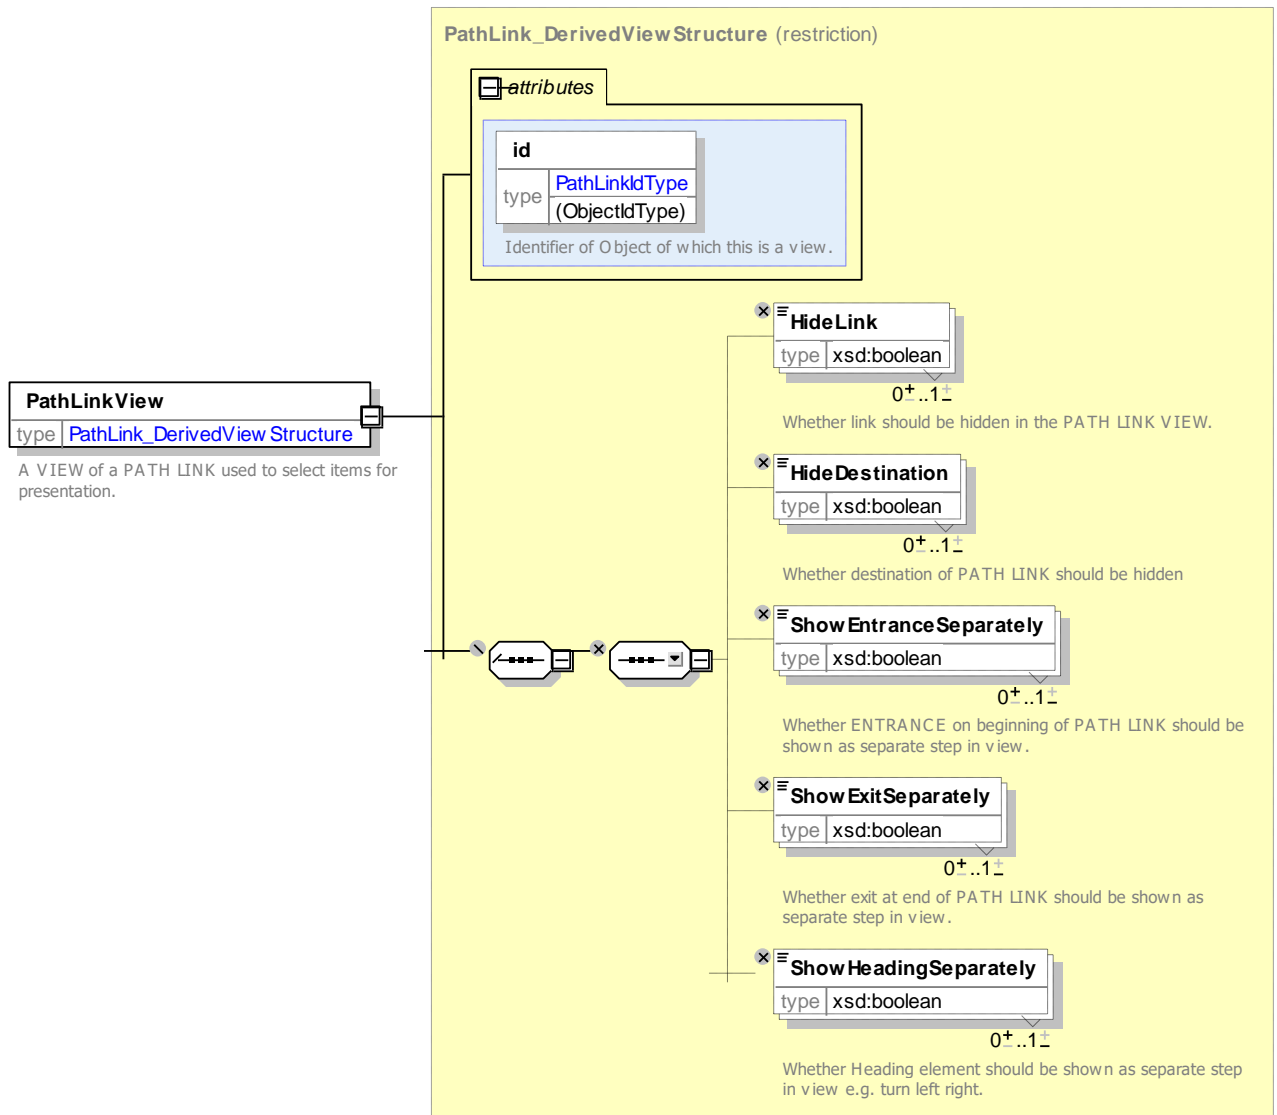 PathLink_DerivedViewStructure (restriction)
attributes
id
type
PathLinkIdType
(ObjectIdType)
Identifier of Object of which this is a view.
PathLinkView
type PathLink_DerivedViewStructure
A VIEW of a PATH LINK used to select items for
presentation.
HideLink
type xsd:boolean
0..1
Whether link should be hidden in the PATH LINK VIEW.
HideDestination
type xsd:boolean
0..1
Whether destination of PATH LINK should be hidden
ShowEntranceSeparately
type xsd:boolean
0..1
Whether ENTRANCE on beginning of PATH LINK should be
shown as separate step in view.
ShowExitSeparately
type xsd:boolean
0..1
Whether exit at end of PATH LINK should be shown as
separate step in view.
ShowHeadingSeparately
type xsd:boolean
0..1
Whether Heading element should be shown as separate step
in view e.g. turn left right.